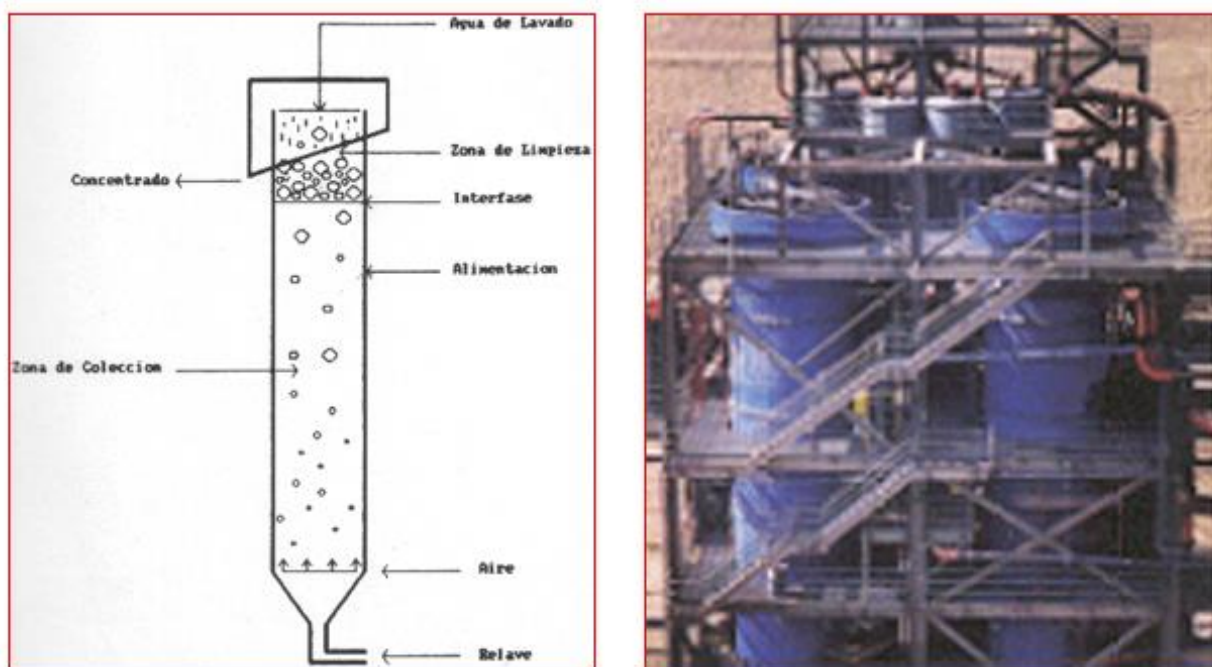 Agua de Lavado
Zona de Limpieza
Concentrado
Interfase
Alimentacion
Zona de Coleccion
Aire
Relave